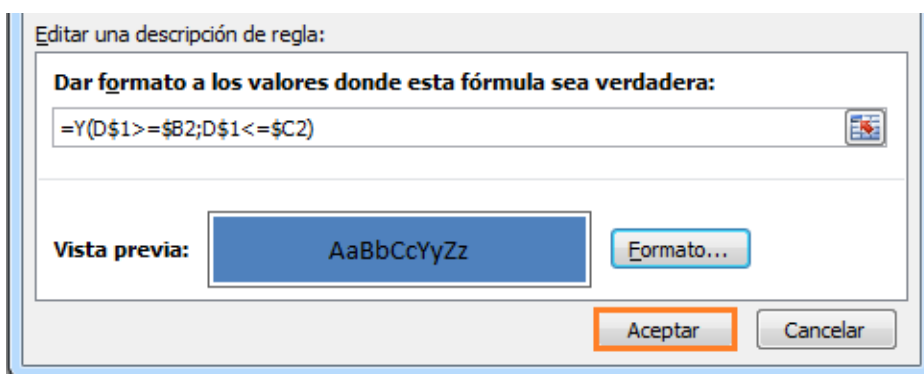 Editar una descripción de regla:
Dar formato a los valores donde esta fórmula sea verdadera:
=Y(D$1>=$B2;D$1<=$C2)
Vista previa: AaBbCcYyZz Formato...
Aceptar Cancelar